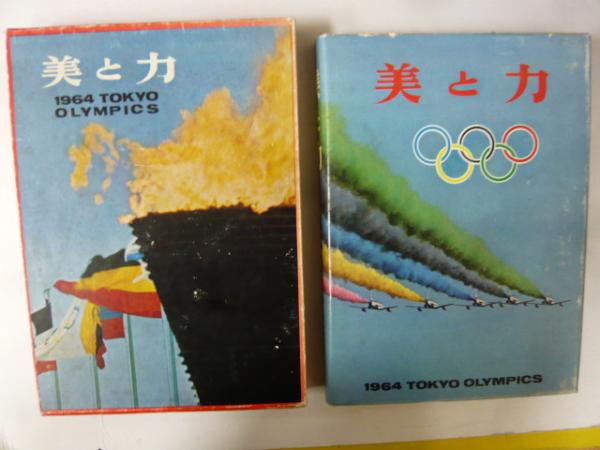 美と力
1964 TOKYO
OLYMPICS
美と力
1964 TOKYO OLYMPICS